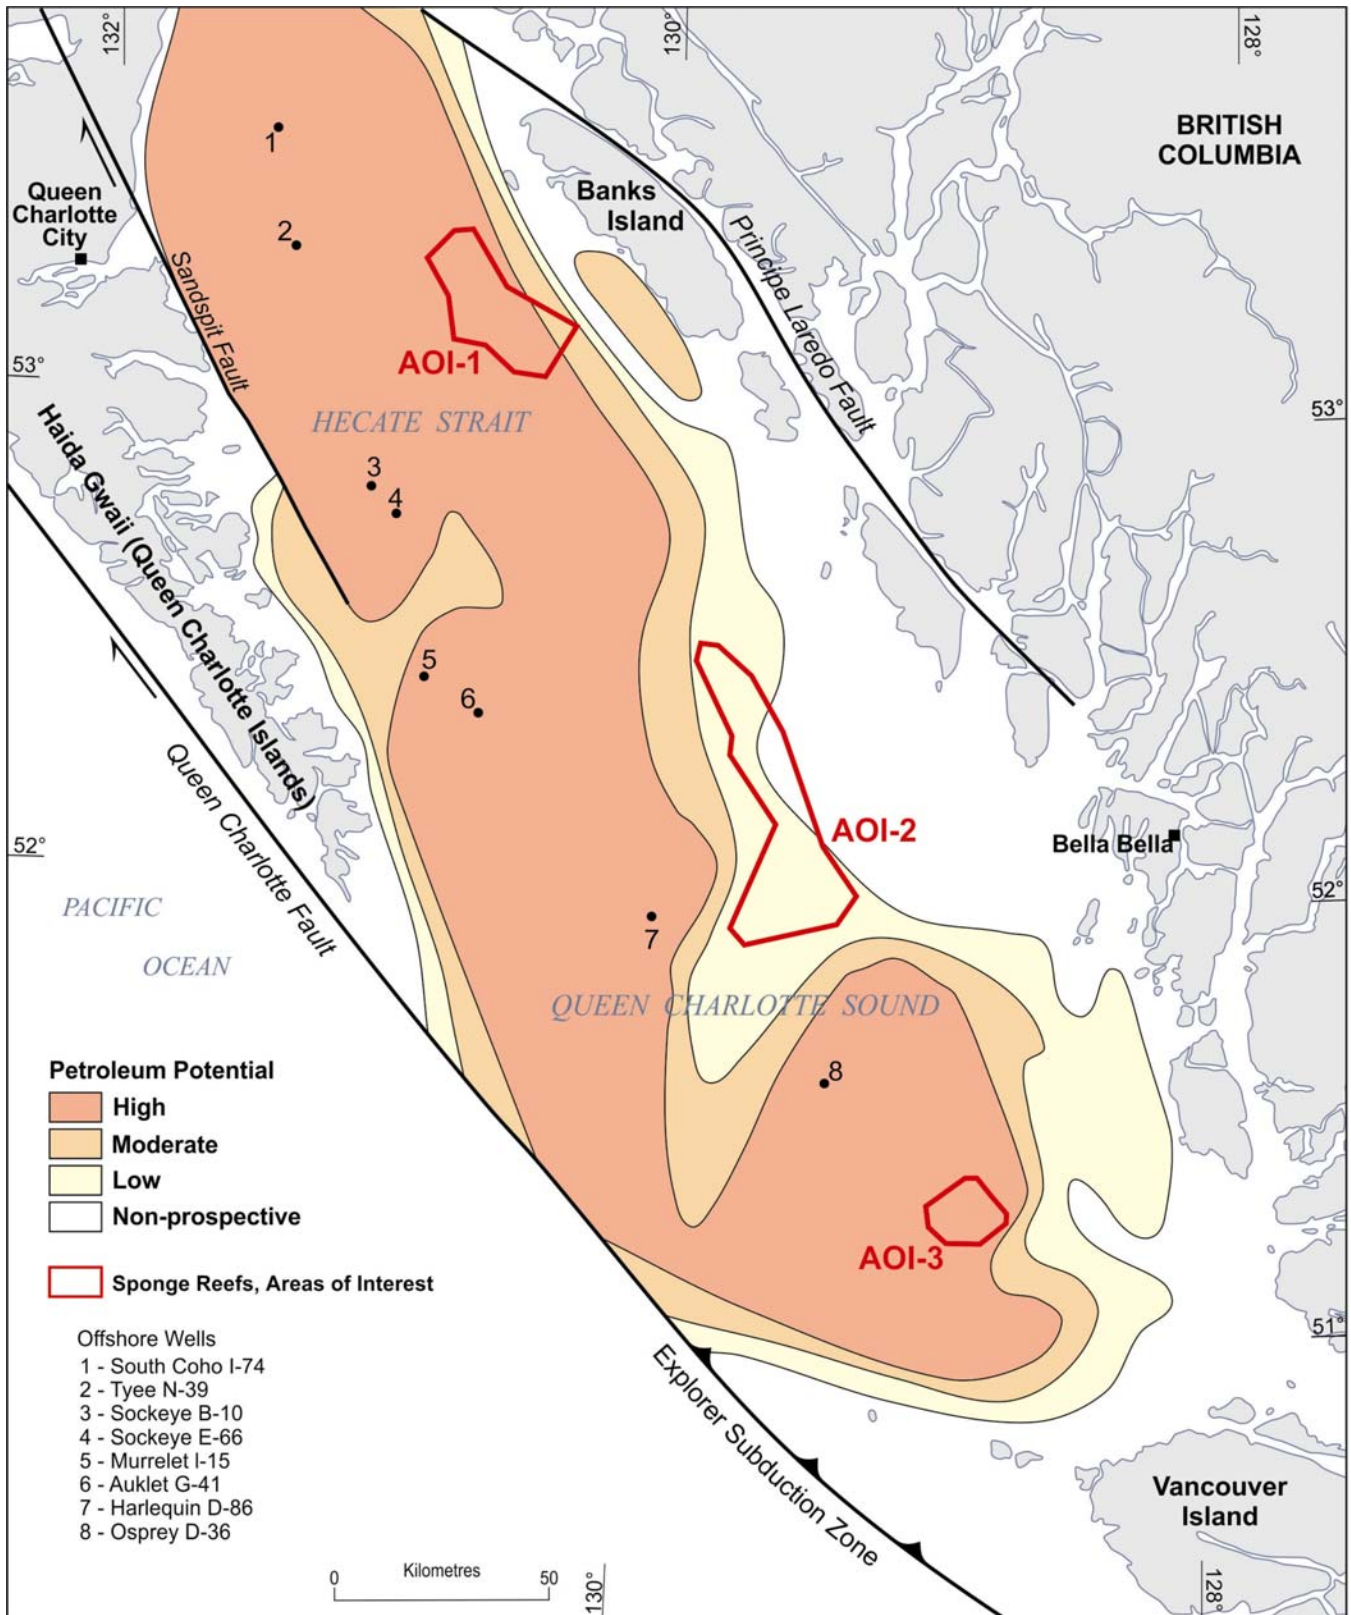 132°
130°
128°
BRITISH
COLUMBIA
1
Queen
Charlotte
City
Banks
Island
2
Principe Laredo Fault
Sandspit Fault
AOI-1
53°
53°
HECATE STRAIT
Haida Gwaii (Queen Charlotte Islands)
3
4
5
6
Queen Charlotte Fault
AOI-2
Bella Bella
52°
52°
PACIFIC
OCEAN
7
QUEEN CHARLOTTE SOUND
8
Petroleum Potential
High
Moderate
Low
Non-prospective
Sponge Reefs, Areas of Interest
AOI-3
51°
Offshore Wells
1 - South Coho I-74
2 - Tyee N-39
3 - Sockeye B-10
4 - Sockeye E-66
5 - Murrelet I-15
6 - Auklet G-41
7 - Harlequin D-86
8 - Osprey D-36
Explorer Subduction Zone
Vancouver
Island
Kilometres
0 50
130°
128°